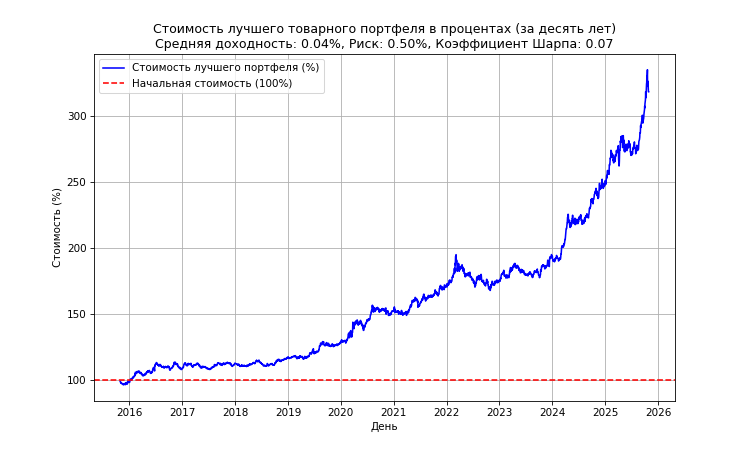 Стоимость лучшего товарного портфеля в процентах (за десять лет)
Средняя доходность: 0.04%, Риск: 0.50%, Коэффициент Шарпа: 0.07
Стоимость лучшего портфеля (%)
Начальная стоимость (100%)
Стоимость (%)
300
250
200
150
100
2016 2017 2018 2019 2020 2021 2022 2023 2024 2025 2026
День